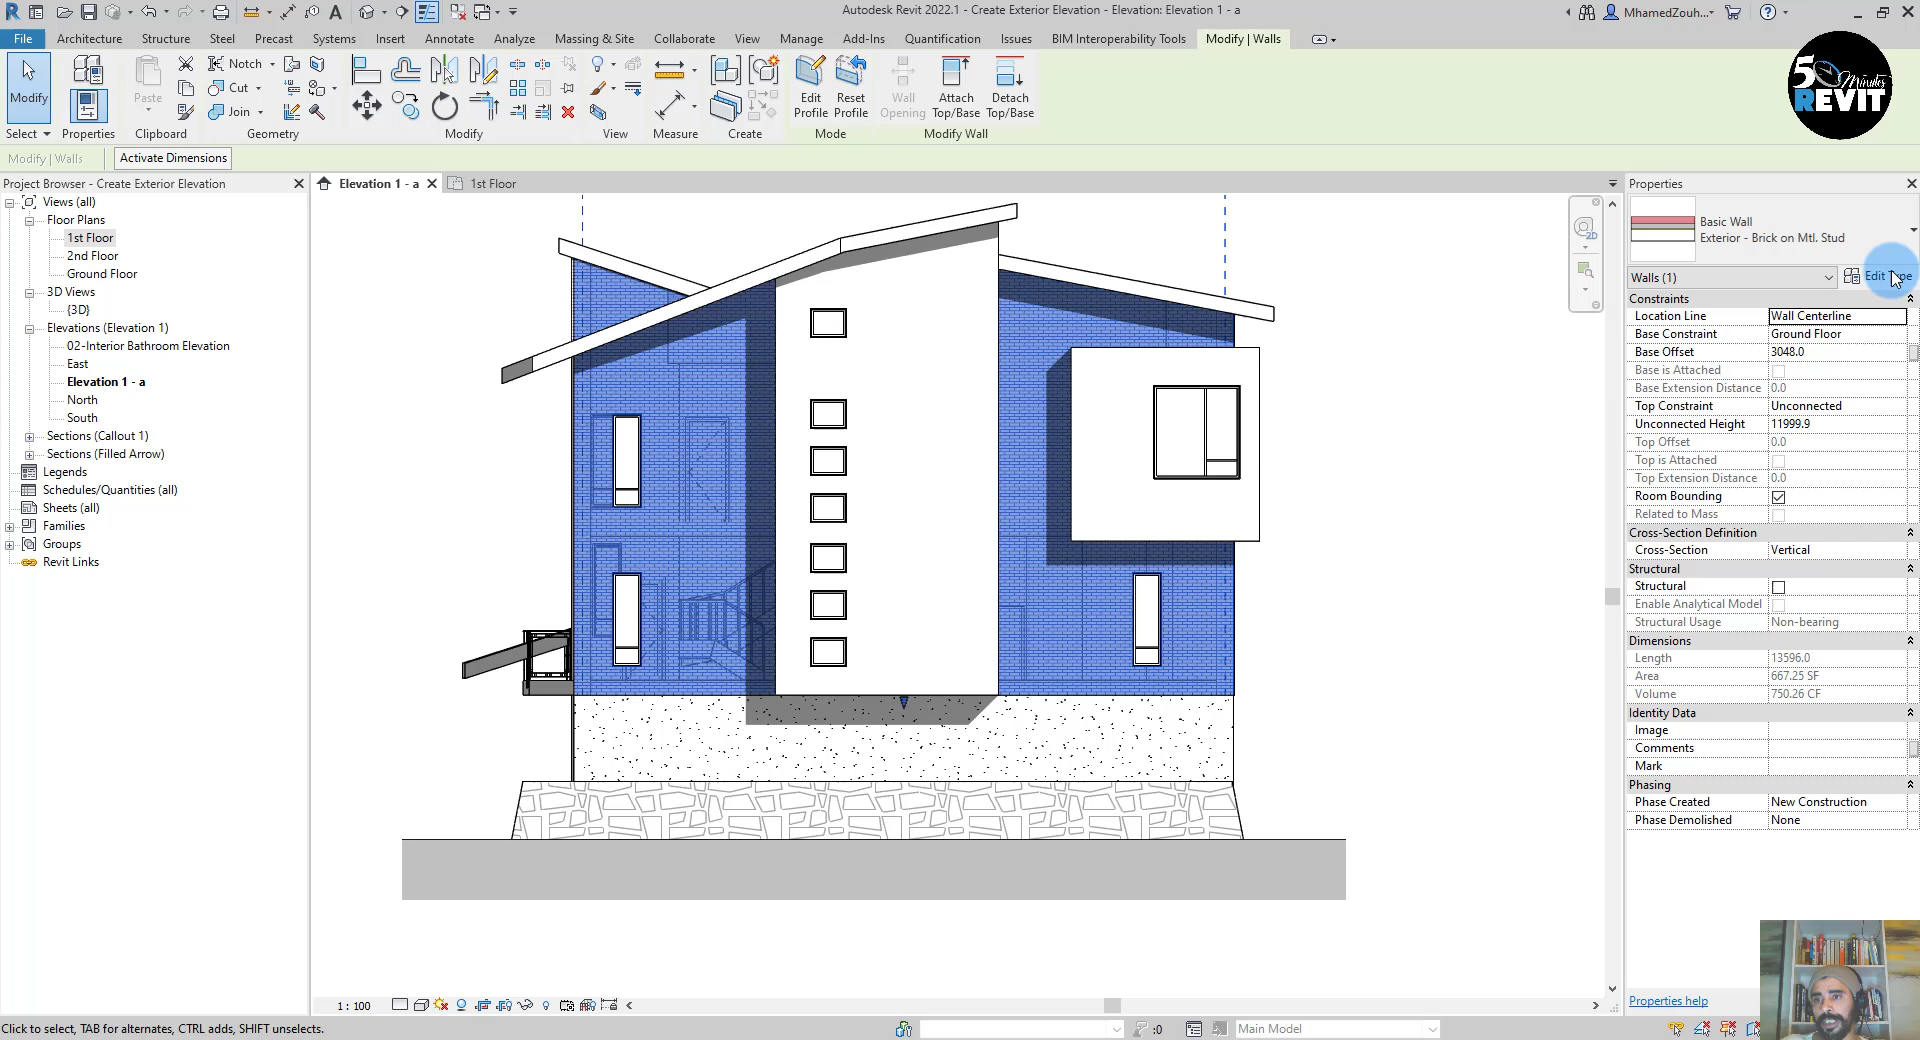 Autodesk Revit 2022.1 - Create Exterior Elevation - Elevation: Elevation 1 - a
MhamedZouh...
File Architecture Structure Steel Precast Systems Insert Annotate Analyze Massing & Site Collaborate View Manage Add-Ins Quantification Issues BIM Interoperability Tools Modify | Walls
Modify
Paste
Notch
Cut
Join
Edit Profile
Reset Profile
Wall Opening
Attach Top/Base
Detach Top/Base
Select Properties Clipboard Geometry Modify View Measure Create Mode Modify Wall
5 Minutes
REVIT
Modify | Walls Activate Dimensions
Project Browser - Create Exterior Elevation
Views (all)
Floor Plans
1st Floor
2nd Floor
Ground Floor
3D Views
{3D}
Elevations (Elevation 1)
02-Interior Bathroom Elevation
East
Elevation 1 - a
North
South
Sections (Callout 1)
Sections (Filled Arrow)
Legends
Schedules/Quantities (all)
Sheets (all)
Families
Groups
Revit Links
Elevation 1 - a
1st Floor
2D
Properties
Basic Wall
Exterior - Brick on Mtl. Stud
Walls (1) Edit Type
Constraints
Location Line Wall Centerline
Base Constraint Ground Floor
Base Offset 3048.0
Base is Attached
Base Extension Distance 0.0
Top Constraint Unconnected
Unconnected Height 11999.9
Top Offset 0.0
Top is Attached
Top Extension Distance 0.0
Room Bounding
Related to Mass
Cross-Section Definition
Cross-Section Vertical
Structural
Structural
Enable Analytical Model
Structural Usage Non-bearing
Dimensions
Length 13596.0
Area 667.25 SF
Volume 750.26 CF
Identity Data
Image
Comments
Mark
Phasing
Phase Created New Construction
Phase Demolished None
Properties help
1 : 100
Click to select, TAB for alternates, CTRL adds, SHIFT unselects.
:0
Main Model